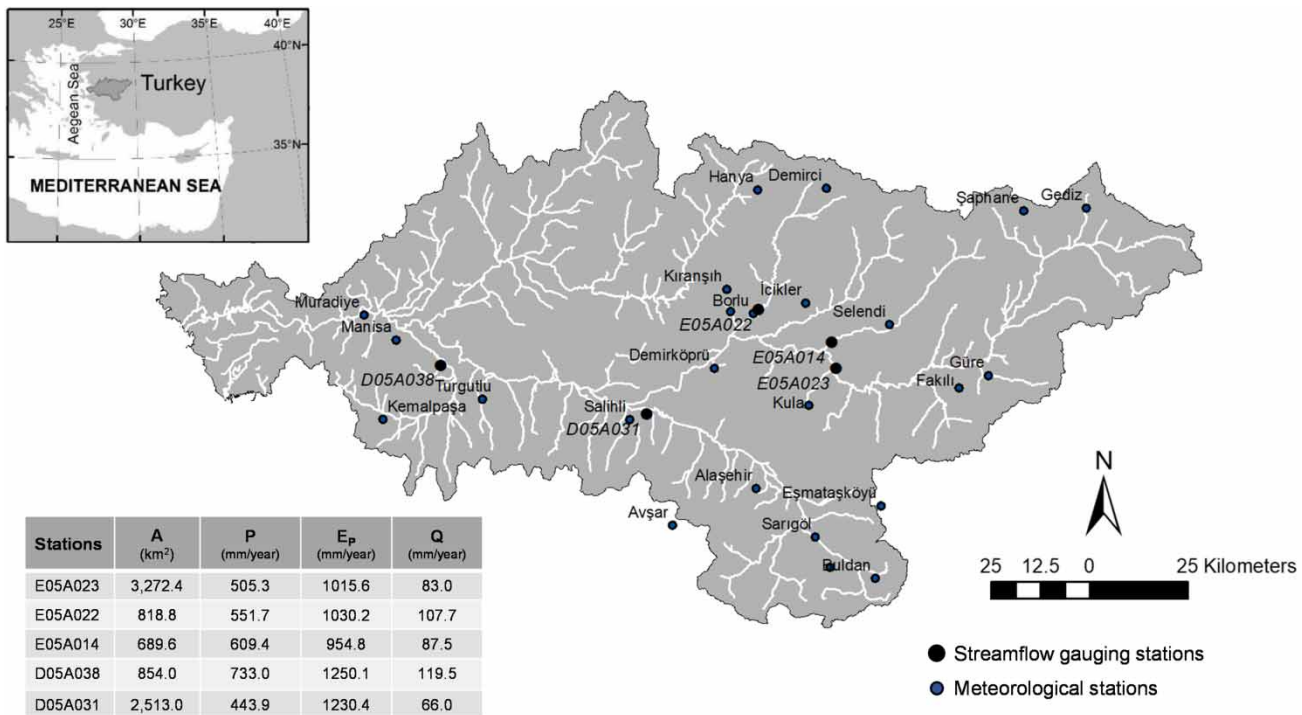 25°E 30°E 35°E 40°E
40°N
Turkey
Aegean Sea
35°N
MEDITERRANEAN SEA
Hanya
Demirci
Şaphane
Gediz
Kıranşıh
İcikler
Borlu
E05A022
Selendi
Muradiye
Manisa
Demirköprü
E05A014
E05A023
Güre
Fakılı
D05A038
Turgutlu
Kula
Kemalpaşa
Salihli
D05A031
Alaşehir
Eşmataşköyü
Avşar
Sarıgöl
Buldan
N
25 12.5 0 25 Kilometers
Streamflow gauging stations
Meteorological stations
Stations A (km²) P (mm/year) EP (mm/year) Q (mm/year)
E05A023 3,272.4 505.3 1015.6 83.0
E05A022 818.8 551.7 1030.2 107.7
E05A014 689.6 609.4 954.8 87.5
D05A038 854.0 733.0 1250.1 119.5
D05A031 2,513.0 443.9 1230.4 66.0